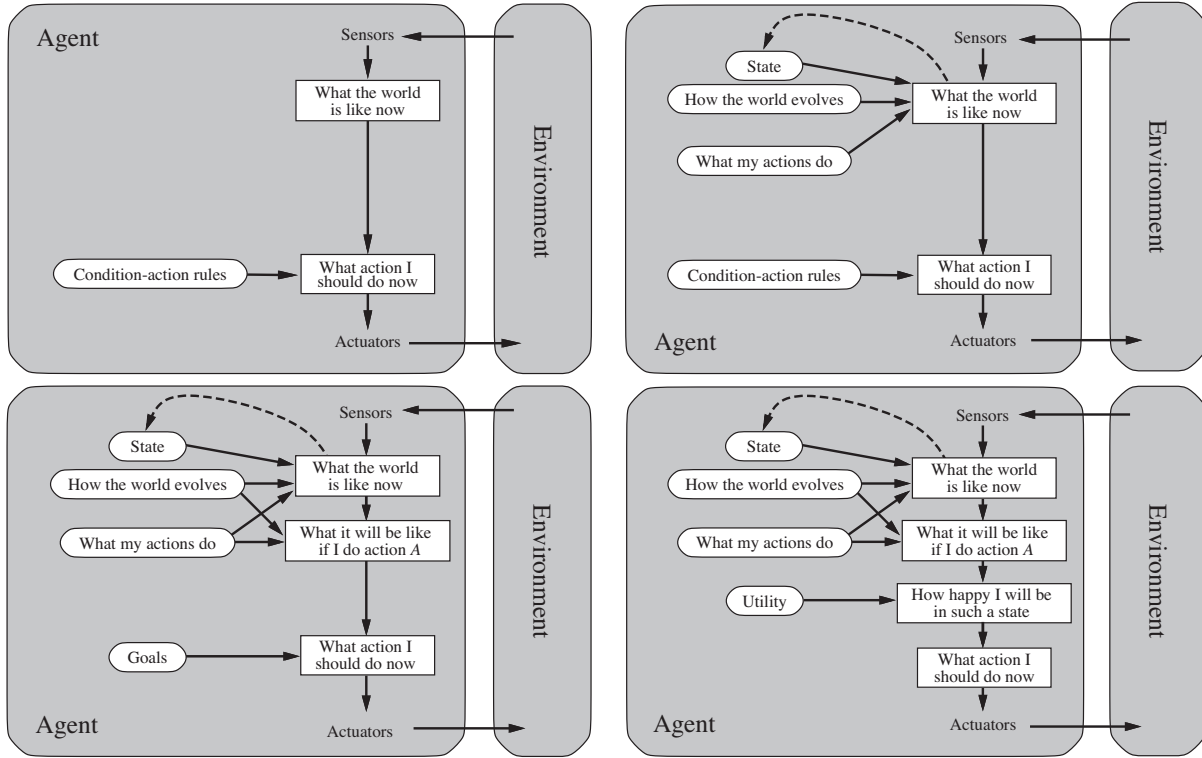 Agent
Sensors
What the world
is like now
Condition-action rules
What action I
should do now
Actuators
Environment
Sensors
State
How the world evolves
What the world
is like now
What my actions do
Condition-action rules
What action I
should do now
Agent
Actuators
Environment
Sensors
State
What the world
is like now
How the world evolves
What my actions do
What it will be like
if I do action A
Goals
What action I
should do now
Agent
Actuators
Environment
Sensors
State
What the world
is like now
How the world evolves
What my actions do
What it will be like
if I do action A
Utility
How happy I will be
in such a state
What action I
should do now
Agent
Actuators
Environment